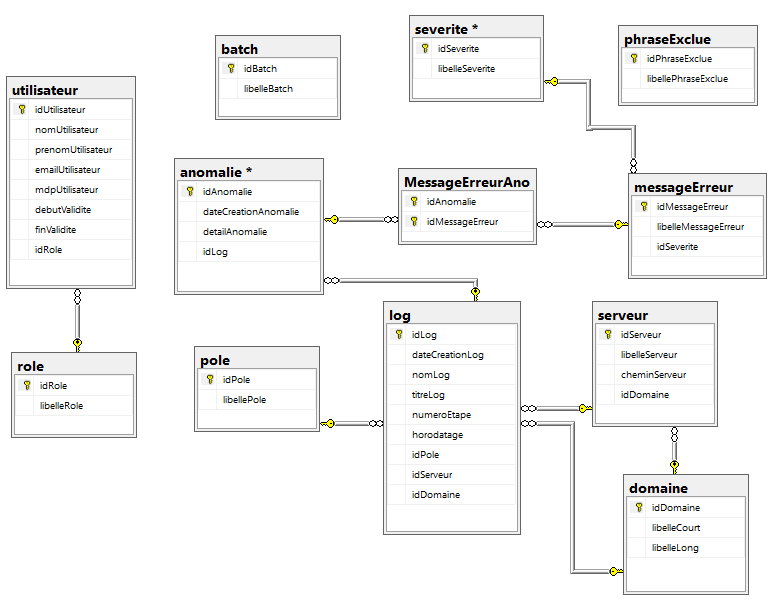 utilisateur
idUtilisateur
nomUtilisateur
prenomUtilisateur
emailUtilisateur
mdpUtilisateur
debutValidite
finValidite
idRole
role
idRole
libelleRole
batch
idBatch
libelleBatch
anomalie *
idAnomalie
dateCreationAnomalie
detailAnomalie
idLog
pole
idPole
libellePole
severite *
idSeverite
libelleSeverite
MessageErreurAno
idAnomalie
idMessageErreur
log
idLog
dateCreationLog
nomLog
titreLog
numeroEtape
horodatage
idPole
idServeur
idDomaine
phraseExclue
idPhraseExclue
libellePhraseExclue
messageErreur
idMessageErreur
libelleMessageErreur
idSeverite
serveur
idServeur
libelleServeur
cheminServeur
idDomaine
domaine
idDomaine
libelleCourt
libelleLong